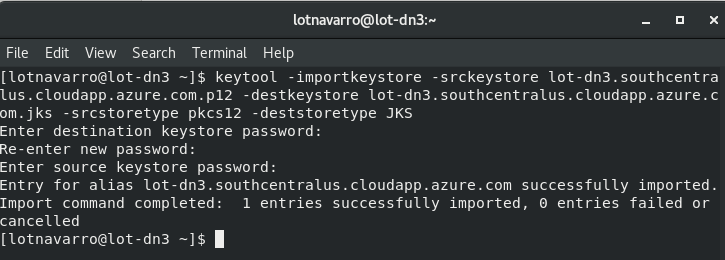 lotnavarro@lot-dn3:~
File Edit View Search Terminal Help
[lotnavarro@lot-dn3 ~]$ keytool -importkeystore -srckeystore lot-dn3.southcentra
lus.cloudapp.azure.com.p12 -destkeystore lot-dn3.southcentralus.cloudapp.azure.c
om.jks -srcstoretype pkcs12 -deststoretype JKS
Enter destination keystore password:
Re-enter new password:
Enter source keystore password:
Entry for alias lot-dn3.southcentralus.cloudapp.azure.com successfully imported.
Import command completed:  1 entries successfully imported, 0 entries failed or
cancelled
[lotnavarro@lot-dn3 ~]$